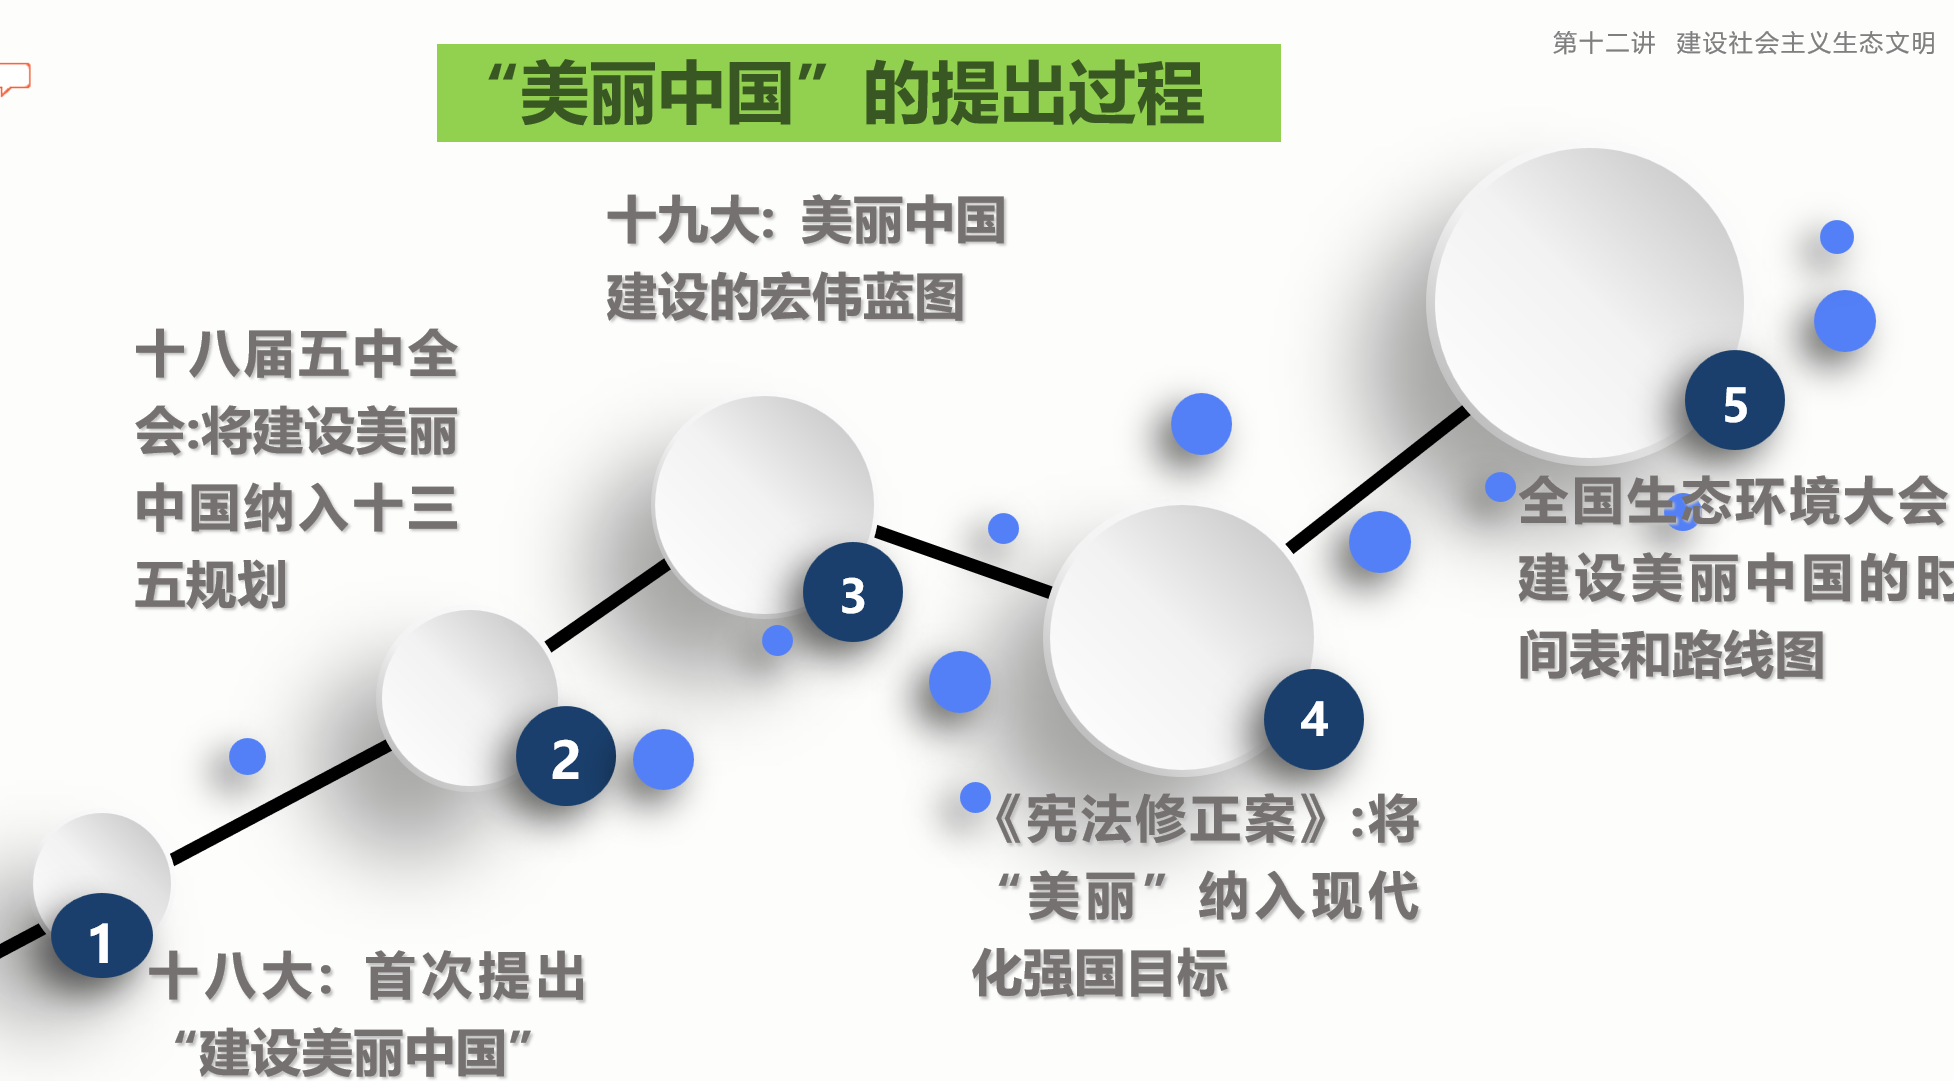 第十二讲 建设社会主义生态文明
“美丽中国”的提出过程
1
十八大：首次提出
“建设美丽中国”
2
十八届五中全
会:将建设美丽
中国纳入十三
五规划
3
十九大：美丽中国
建设的宏伟蓝图
4
《宪法修正案》:将
“美丽”纳入现代
化强国目标
5
全国生态环境大会
建设美丽中国的时
间表和路线图